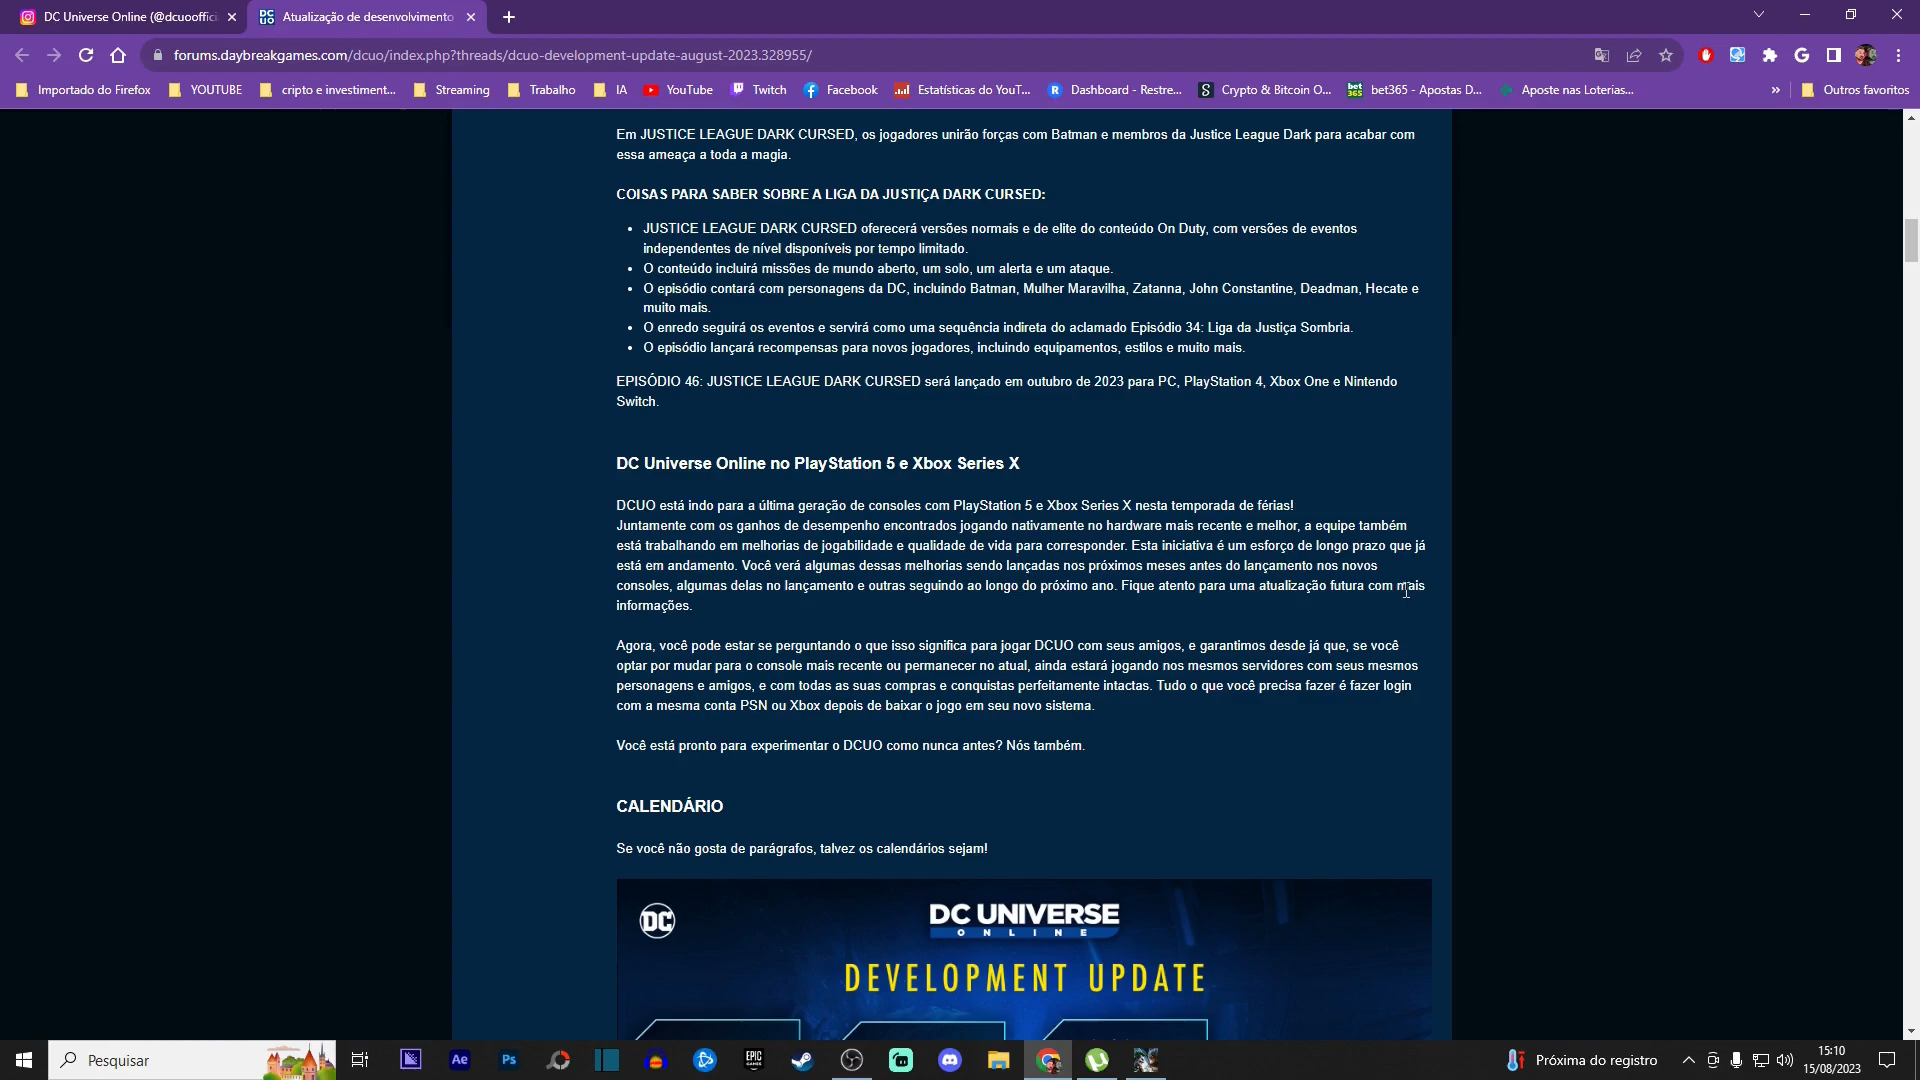 DC Universe Online (@dcuooffici
Atualização de desenvolvimento
forums.daybreakgames.com/dcuo/index.php?threads/dcuo-development-update-august-2023.328955/
Importado do Firefox
YOUTUBE
cripto e investiment...
Streaming
Trabalho
IA
YouTube
Twitch
Facebook
Estatísticas do YouT...
Dashboard - Restre...
Crypto & Bitcoin O...
bet365 - Apostas D...
Aposte nas Loterias...
»
Outros favoritos
Em JUSTICE LEAGUE DARK CURSED, os jogadores unirão forças com Batman e membros da Justice League Dark para acabar com
essa ameaça a toda a magia.
COISAS PARA SABER SOBRE A LIGA DA JUSTIÇA DARK CURSED:
• JUSTICE LEAGUE DARK CURSED oferecerá versões normais e de elite do conteúdo On Duty, com versões de eventos
independentes de nível disponíveis por tempo limitado.
• O conteúdo incluirá missões de mundo aberto, um solo, um alerta e um ataque.
• O episódio contará com personagens da DC, incluindo Batman, Mulher Maravilha, Zatanna, John Constantine, Deadman, Hecate e
muito mais.
• O enredo seguirá os eventos e servirá como uma sequência indireta do aclamado Episódio 34: Liga da Justiça Sombria.
• O episódio lançará recompensas para novos jogadores, incluindo equipamentos, estilos e muito mais.
EPISÓDIO 46: JUSTICE LEAGUE DARK CURSED será lançado em outubro de 2023 para PC, PlayStation 4, Xbox One e Nintendo
Switch.
DC Universe Online no PlayStation 5 e Xbox Series X
DCUO está indo para a última geração de consoles com PlayStation 5 e Xbox Series X nesta temporada de férias!
Juntamente com os ganhos de desempenho encontrados jogando nativamente no hardware mais recente e melhor, a equipe também
está trabalhando em melhorias de jogabilidade e qualidade de vida para corresponder. Esta iniciativa é um esforço de longo prazo que já
está em andamento. Você verá algumas dessas melhorias sendo lançadas nos próximos meses antes do lançamento nos novos
consoles, algumas delas no lançamento e outras seguindo ao longo do próximo ano. Fique atento para uma atualização futura com mais
informações.
Agora, você pode estar se perguntando o que isso significa para jogar DCUO com seus amigos, e garantimos desde já que, se você
optar por mudar para o console mais recente ou permanecer no atual, ainda estará jogando nos mesmos servidores com seus mesmos
personagens e amigos, e com todas as suas compras e conquistas perfeitamente intactas. Tudo o que você precisa fazer é fazer login
com a mesma conta PSN ou Xbox depois de baixar o jogo em seu novo sistema.
Você está pronto para experimentar o DCUO como nunca antes? Nós também.
CALENDÁRIO
Se você não gosta de parágrafos, talvez os calendários sejam!
DC
DC UNIVERSE
ONLINE
DEVELOPMENT UPDATE
Pesquisar
Ae
Ps
EPIC
GAMES
Próxima do registro
15:10
15/08/2023